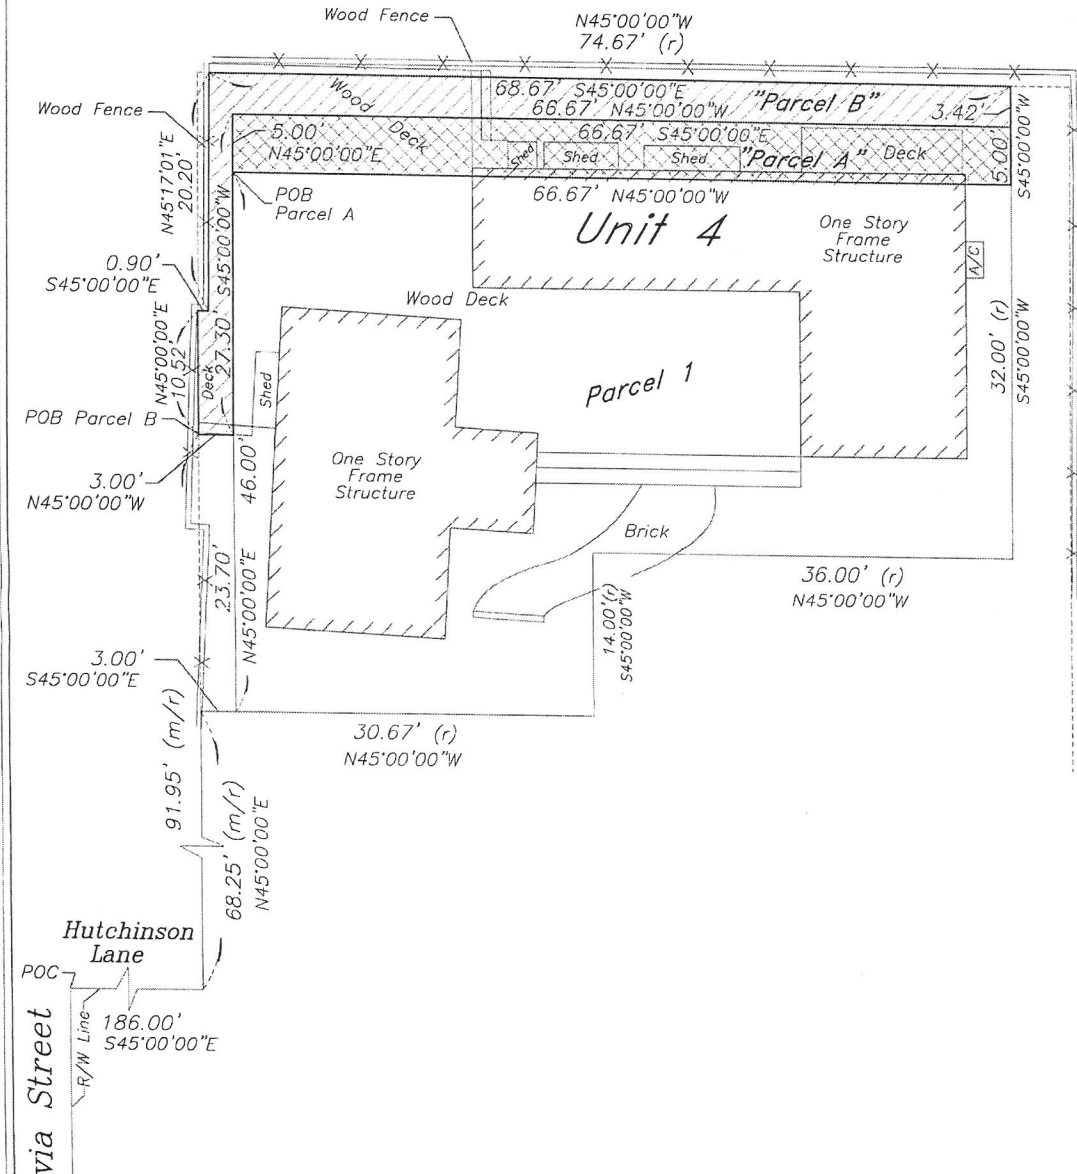 Wood Fence
N45°00'00"W
74.67' (r)
Wood Fence
Wood
Deck
68.67' S45°00'00"E
66.67' N45°00'00"W
"Parcel B"
3.42'
S45°00'00"W
5.00'
N45°00'00"E
66.67' S45°00'00"E
Shed
Shed
Shed
"Parcel A"
Deck
5.00'
S45°00'00"W
N45°17'01"E
20.20'
POB
Parcel A
66.67' N45°00'00"W
Unit 4
One Story
Frame
Structure
A/C
0.90'
S45°00'00"E
27.30'
Wood Deck
N45°00'00"E
10.52'
Deck
Shed
Parcel 1
32.00' (r)
S45°00'00"W
POB Parcel B
3.00'
N45°00'00"W
46.00'
N45°00'00"E
One Story
Frame
Structure
Brick
23.70'
36.00' (r)
N45°00'00"W
14.00'(r)
S45°00'00"W
3.00'
S45°00'00"E
30.67' (r)
N45°00'00"W
91.95' (m/r)
68.25' (m/r)
N45°00'00"E
Hutchinson
Lane
POC
R/W Line
186.00'
S45°00'00"E
via Street